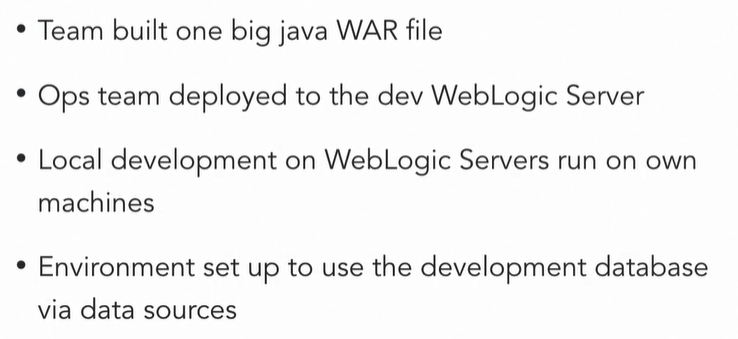 • Team built one big java WAR file
• Ops team deployed to the dev WebLogic Server
• Local development on WebLogic Servers run on own
machines
• Environment set up to use the development database
via data sources